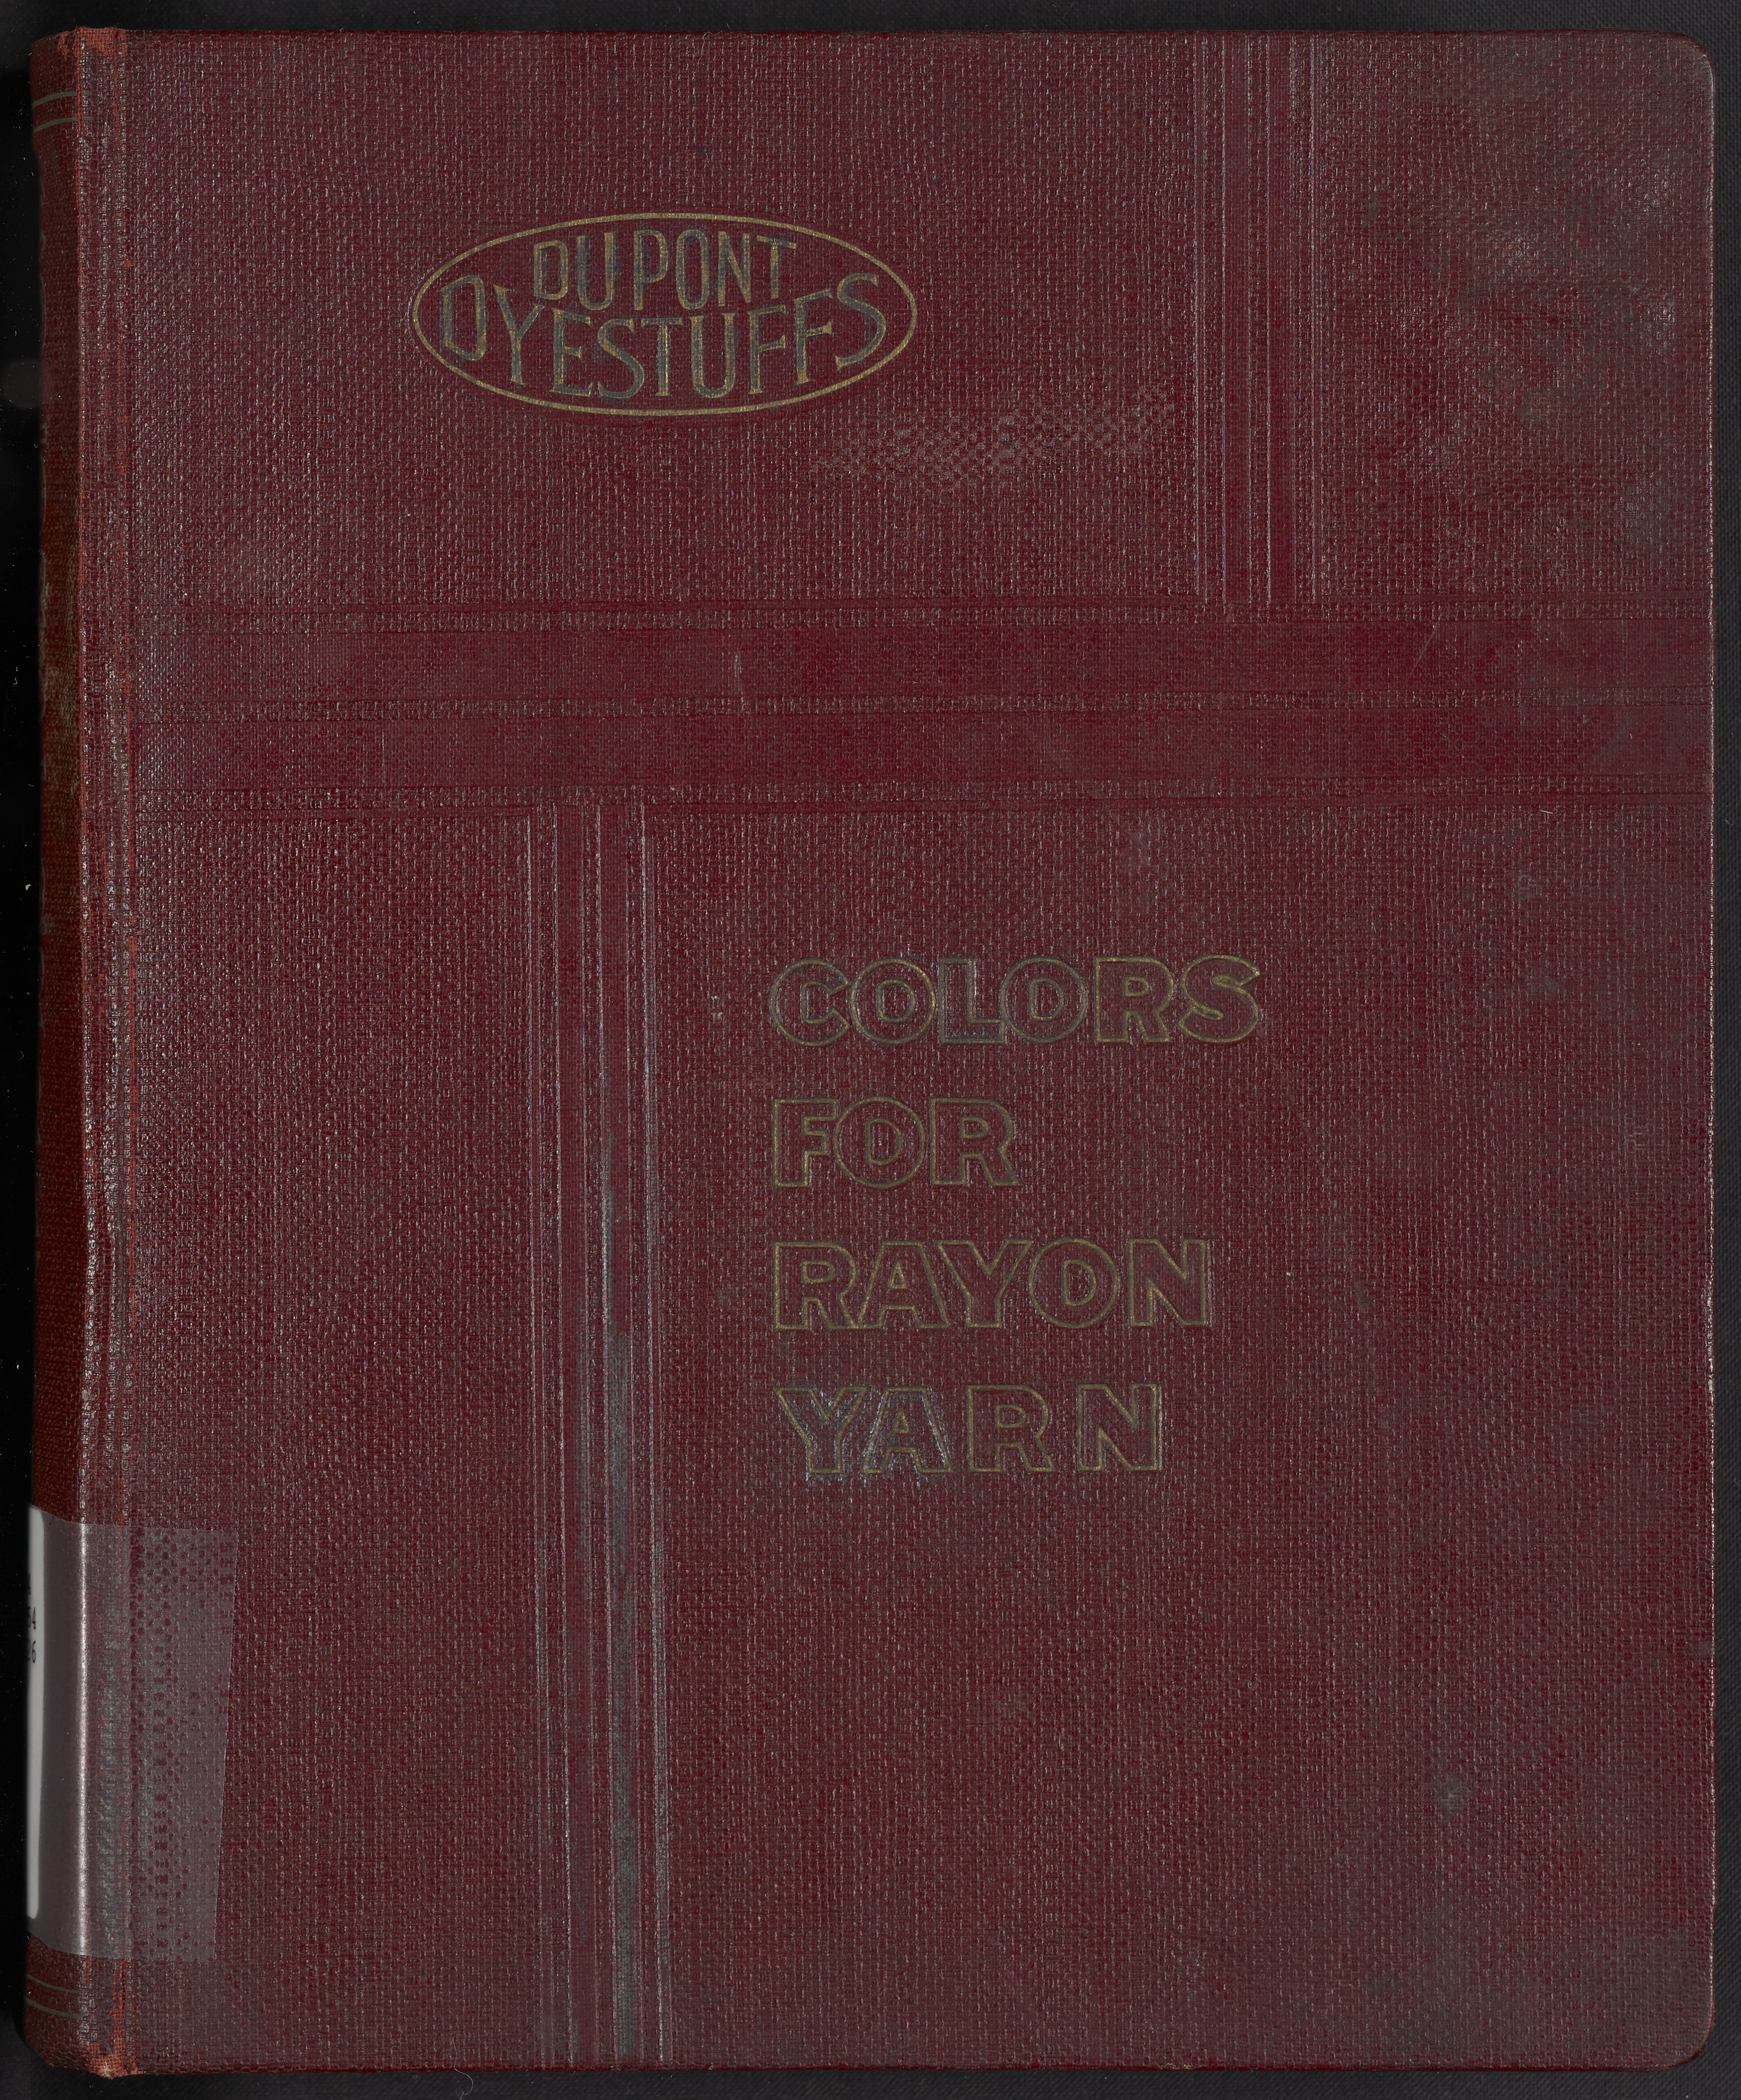 DU PONT
DYESTUFFS
COLORS
FOR
RAYON
YARN